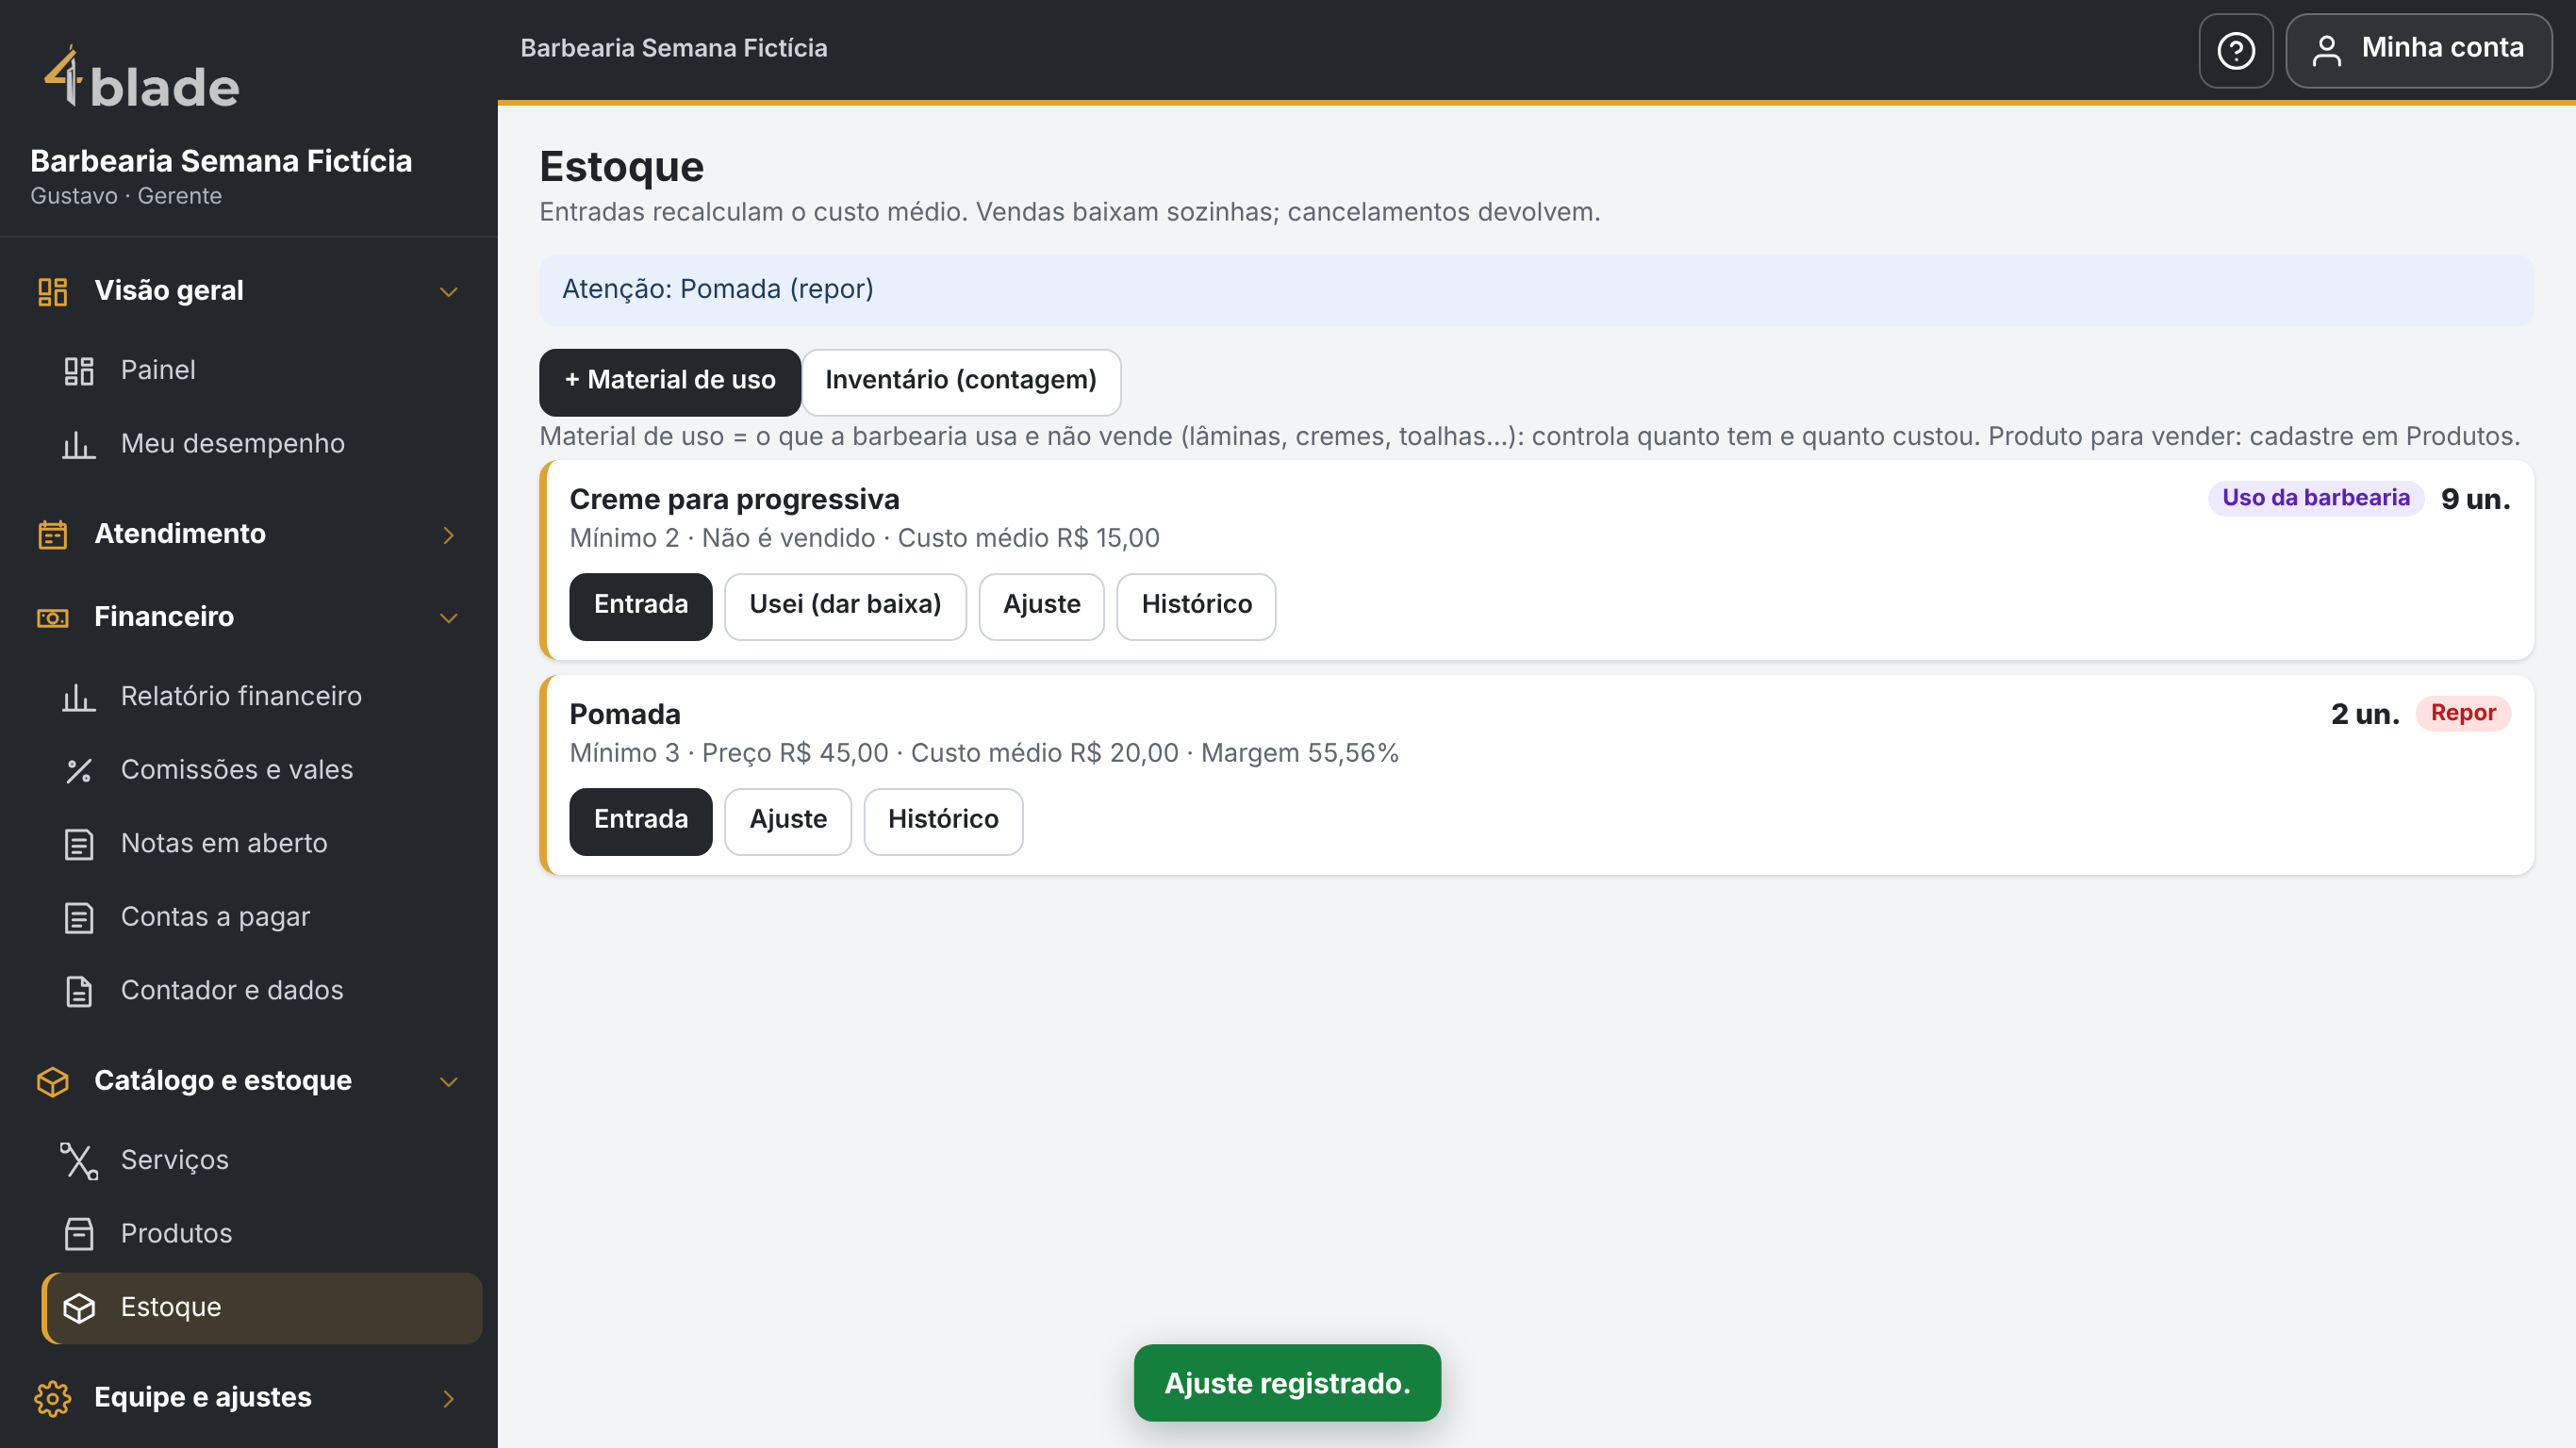 4blade
Barbearia Semana Fictícia
Gustavo · Gerente
Visão geral
Painel
Meu desempenho
Atendimento
Financeiro
Relatório financeiro
Comissões e vales
Notas em aberto
Contas a pagar
Contador e dados
Catálogo e estoque
Serviços
Produtos
Estoque
Equipe e ajustes
Barbearia Semana Fictícia
Minha conta
Estoque
Entradas recalculam o custo médio. Vendas baixam sozinhas; cancelamentos devolvem.
Atenção: Pomada (repor)
+ Material de uso
Inventário (contagem)
Material de uso = o que a barbearia usa e não vende (lâminas, cremes, toalhas...): controla quanto tem e quanto custou. Produto para vender: cadastre em Produtos.
Creme para progressiva
Uso da barbearia 9 un.
Mínimo 2 · Não é vendido · Custo médio R$ 15,00
Entrada
Usei (dar baixa)
Ajuste
Histórico
Pomada
2 un. Repor
Mínimo 3 · Preço R$ 45,00 · Custo médio R$ 20,00 · Margem 55,56%
Entrada
Ajuste
Histórico
Ajuste registrado.